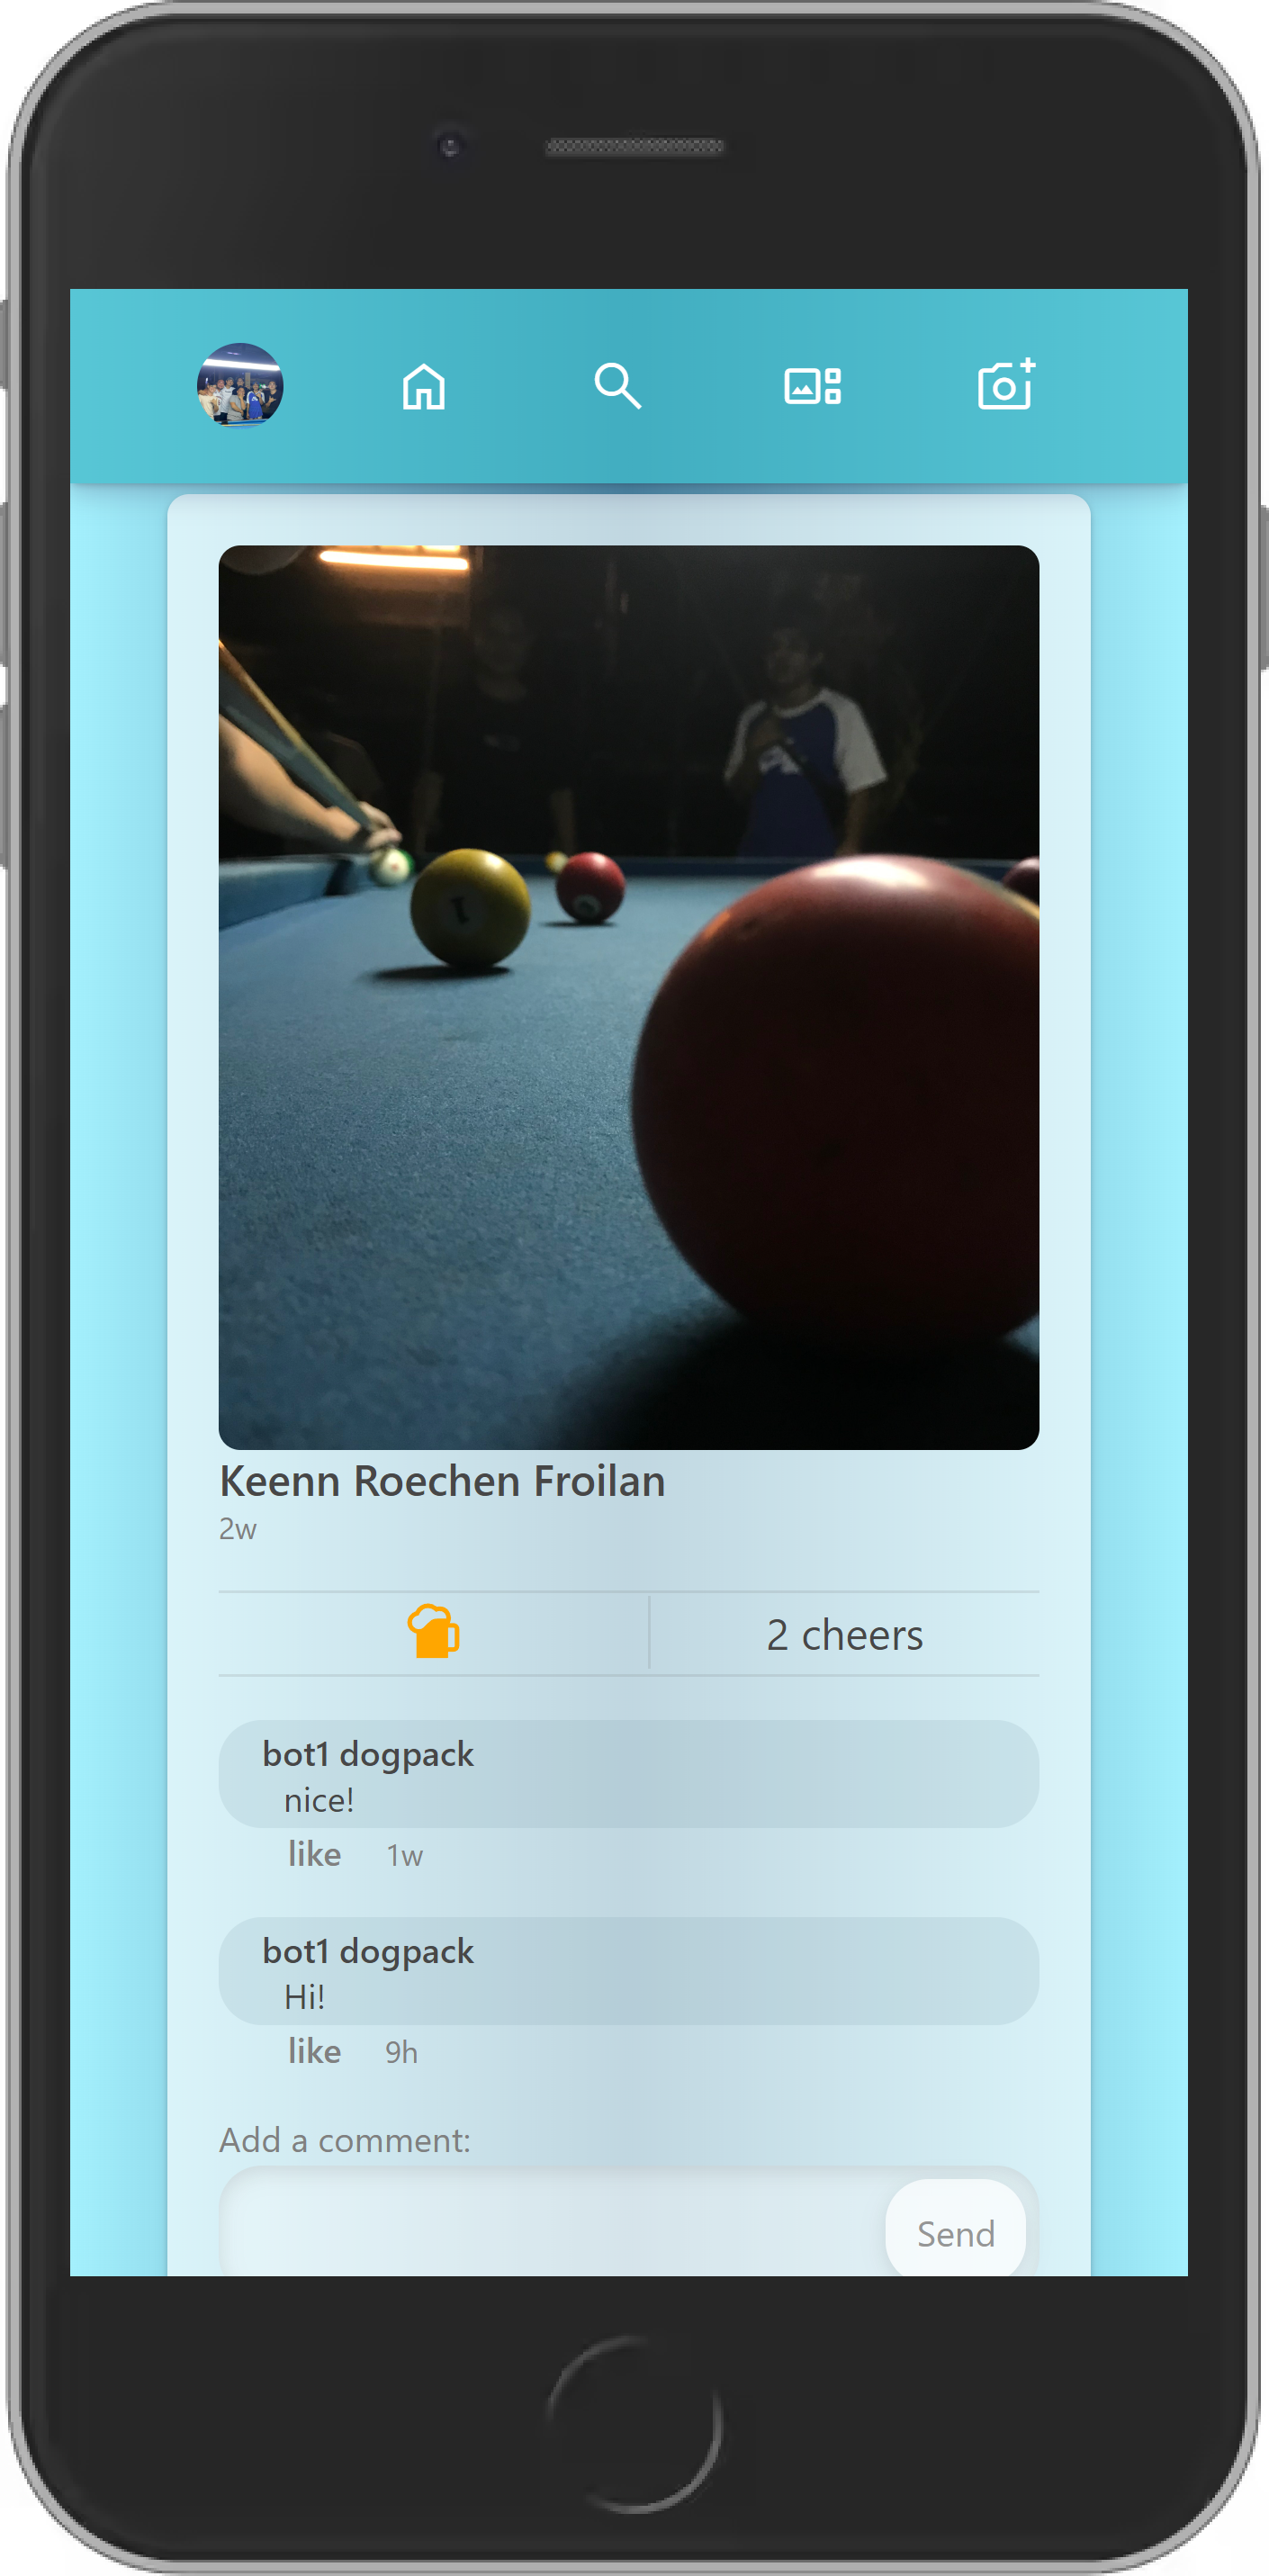 Keenn Roechen Froilan
2w
2 cheers
bot1 dogpack
nice!
like 1w
bot1 dogpack
Hi!
like 9h
Add a comment:
Send